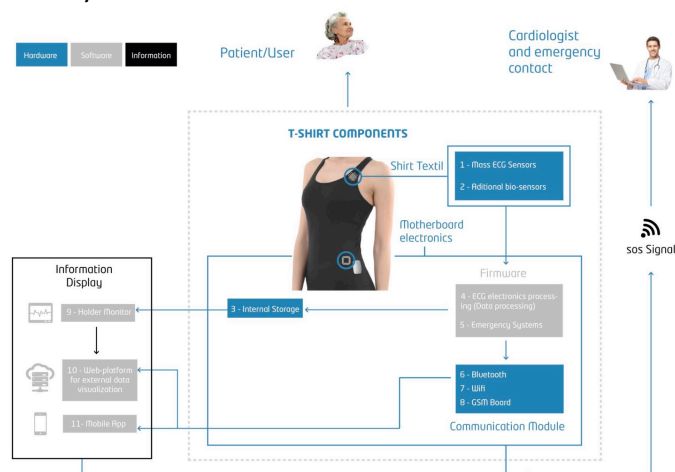 Hardware
Software
Information
Patient/User
Cardiologist
and emergency
contact
T-SHIRT COMPONENTS
Shirt Textil
1 - Mass ECG Sensors
2 - Aditional bio-sensors
Motherboard
electronics
sos Signal
Information
Display
Firmware
9 - Holder Monitor
3 - Internal Storage
4 - ECG electronics process-
ing (Data processing)
5 - Emergency Systems
10 - Web-platform
for external data
visualization
6 - Bluetooth
7 - Wifi
8 - GSM Board
11- Mobile App
Communication Module